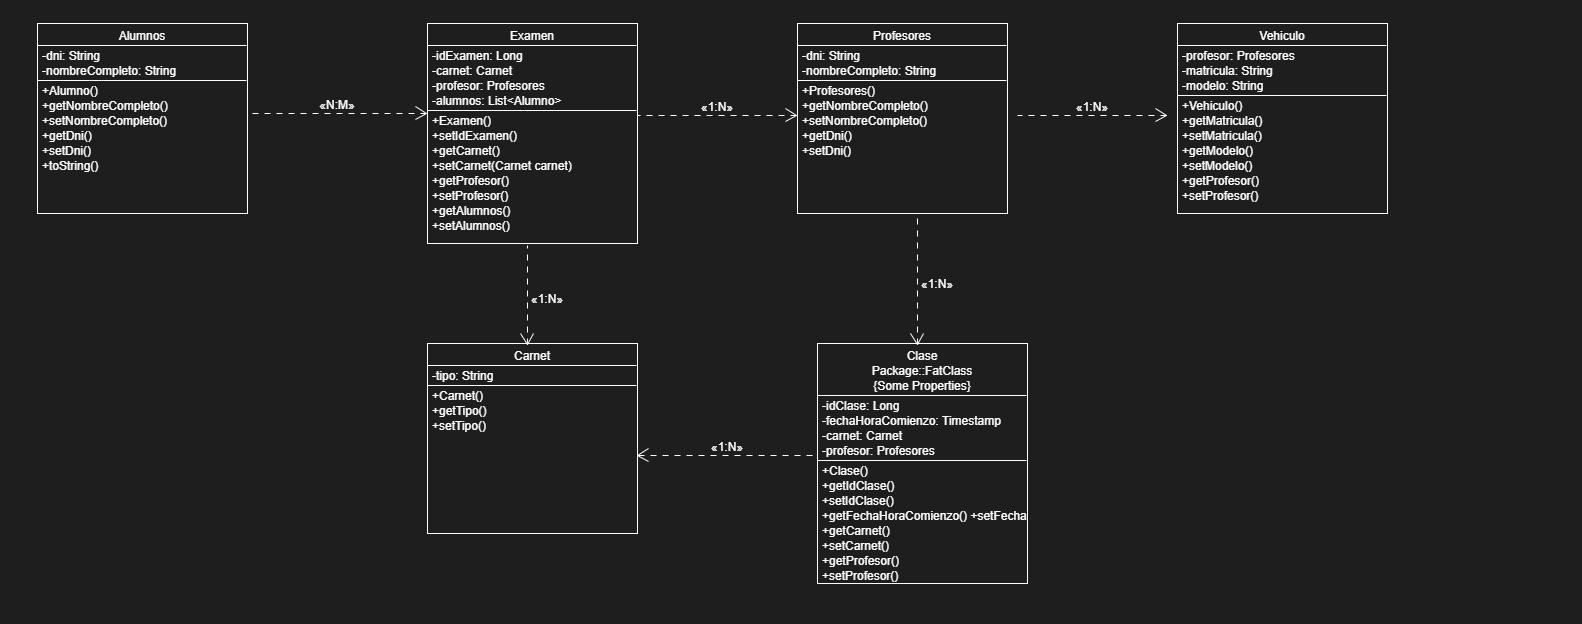 Alumnos
-dni: String
-nombreCompleto: String
+Alumno()
+getNombreCompleto()
+setNombreCompleto()
+getDni()
+setDni()
+toString()
«N:M»
Examen
-idExamen: Long
-carnet: Carnet
-profesor: Profesores
-alumnos: List<Alumno>
+Examen()
+setIdExamen()
+getCarnet()
+setCarnet(Carnet carnet)
+getProfesor()
+setProfesor()
+getAlumnos()
+setAlumnos()
«1:N»
Profesores
-dni: String
-nombreCompleto: String
+Profesores()
+getNombreCompleto()
+setNombreCompleto()
+getDni()
+setDni()
«1:N»
Vehiculo
-profesor: Profesores
-matricula: String
-modelo: String
+Vehiculo()
+getMatricula()
+setMatricula()
+getModelo()
+setModelo()
+getProfesor()
+setProfesor()
«1:N»
«1:N»
Carnet
-tipo: String
+Carnet()
+getTipo()
+setTipo()
«1:N»
Clase
Package::FatClass
{Some Properties}
-idClase: Long
-fechaHoraComienzo: Timestamp
-carnet: Carnet
-profesor: Profesores
+Clase()
+getIdClase()
+setIdClase()
+getFechaHoraComienzo() +setFecha
+getCarnet()
+setCarnet()
+getProfesor()
+setProfesor()